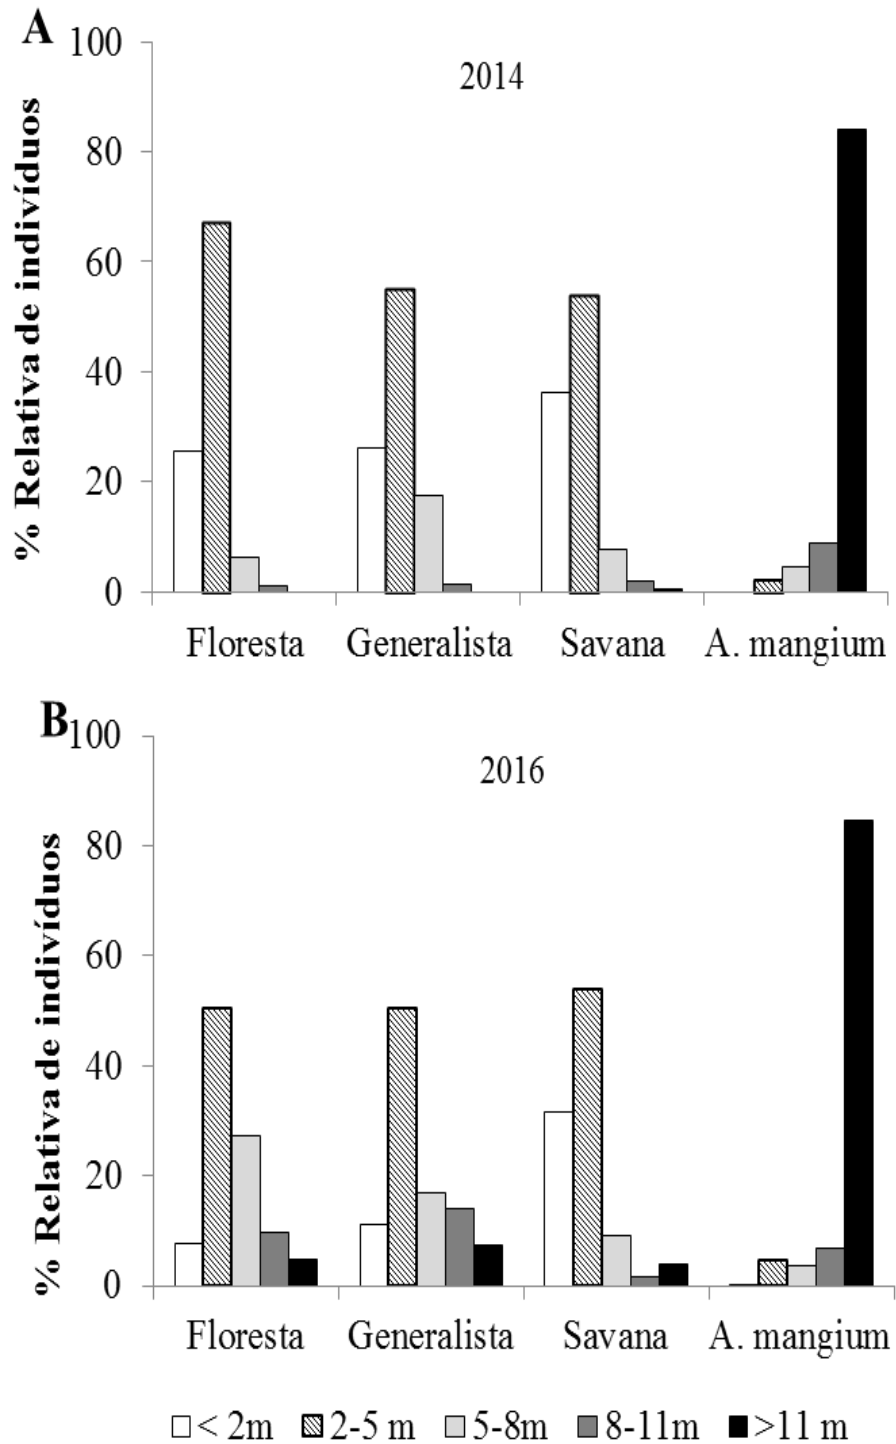 A
100
2014
80
60
40
20
0
% Relativa de indivíduos
Floresta Generalista Savana A. mangium
B
100
2016
80
60
40
20
0
% Relativa de indivíduos
Floresta Generalista Savana A. mangium
< 2m 2-5 m 5-8m 8-11m >11 m